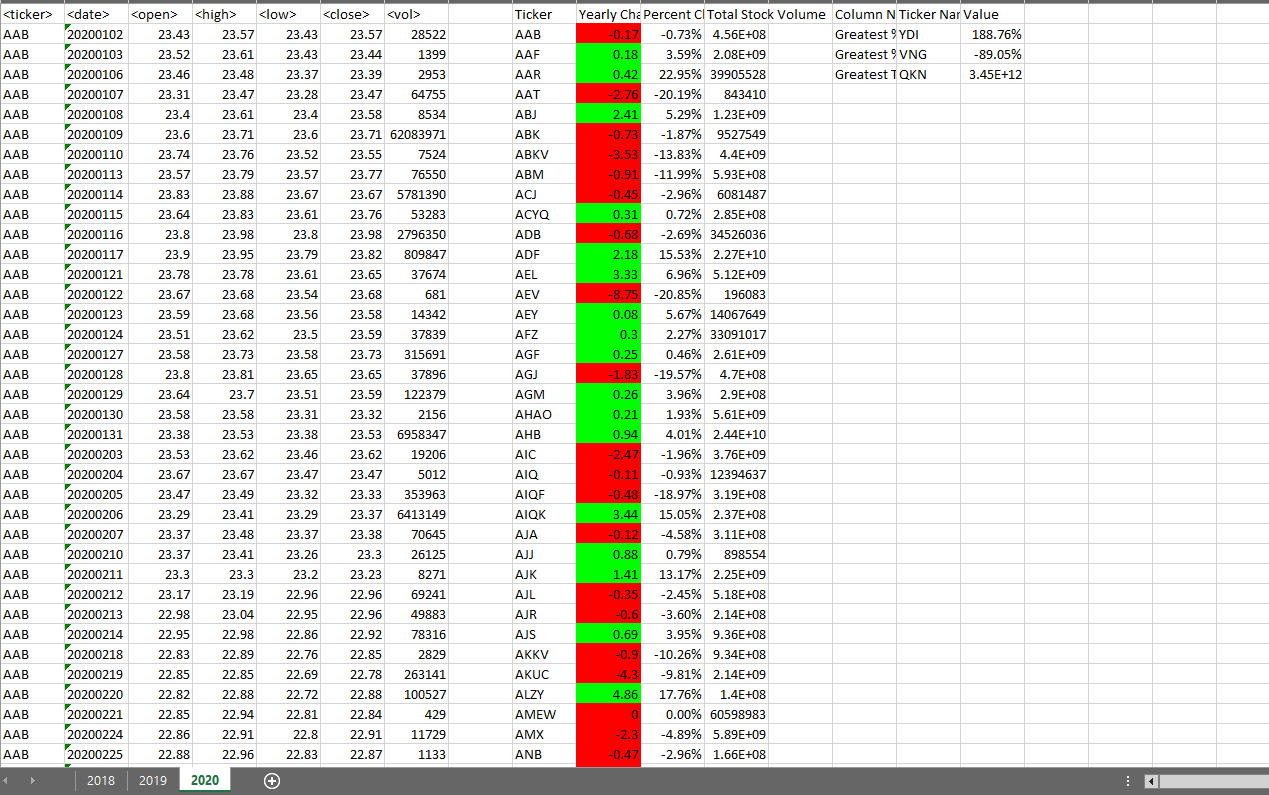 <ticker> <date> <open> <high> <low> <close> <vol> Ticker Yearly Cha Percent Cl Total Stock Volume Column N Ticker Nar Value
AAB 20200102 23.43 23.57 23.43 23.57 28522 AAB -0.17 -0.73% 4.56E+08 Greatest % YDI 188.76%
AAB 20200103 23.52 23.61 23.43 23.44 1399 AAF 0.18 3.59% 2.08E+09 Greatest % VNG -89.05%
AAB 20200106 23.46 23.48 23.37 23.39 2953 AAR 0.42 22.95% 39905528 Greatest T QKN 3.45E+12
AAB 20200107 23.31 23.47 23.28 23.47 64755 AAT -2.76 -20.19% 843410
AAB 20200108 23.4 23.61 23.4 23.58 8534 ABJ 2.41 5.29% 1.23E+09
AAB 20200109 23.6 23.71 23.6 23.71 62083971 ABK -0.73 -1.87% 9527549
AAB 20200110 23.74 23.76 23.52 23.55 7524 ABKV -3.53 -13.83% 4.4E+09
AAB 20200113 23.57 23.79 23.57 23.77 76550 ABM -0.91 -11.99% 5.93E+08
AAB 20200114 23.83 23.88 23.67 23.67 5781390 ACJ -0.45 -2.96% 6081487
AAB 20200115 23.64 23.83 23.61 23.76 53283 ACYQ 0.31 0.72% 2.85E+08
AAB 20200116 23.8 23.98 23.8 23.98 2796350 ADB -0.68 -2.69% 34526036
AAB 20200117 23.9 23.95 23.79 23.82 809847 ADF 2.18 15.53% 2.27E+10
AAB 20200121 23.78 23.78 23.61 23.65 37674 AEL 3.33 6.96% 5.12E+09
AAB 20200122 23.67 23.68 23.54 23.68 681 AEV -8.75 -20.85% 196083
AAB 20200123 23.59 23.68 23.56 23.58 14342 AEY 0.08 5.67% 14067649
AAB 20200124 23.51 23.62 23.5 23.59 37839 AFZ 0.3 2.27% 33091017
AAB 20200127 23.58 23.73 23.58 23.73 315691 AGF 0.25 0.46% 2.61E+09
AAB 20200128 23.8 23.81 23.65 23.65 37896 AGJ -1.83 -19.57% 4.7E+08
AAB 20200129 23.64 23.7 23.51 23.59 122379 AGM 0.26 3.96% 2.9E+08
AAB 20200130 23.58 23.58 23.31 23.32 2156 AHAO 0.21 1.93% 5.61E+09
AAB 20200131 23.38 23.53 23.38 23.53 6958347 AHB 0.94 4.01% 2.44E+10
AAB 20200203 23.53 23.62 23.46 23.62 19206 AIC -2.47 -1.96% 3.76E+09
AAB 20200204 23.67 23.67 23.47 23.47 5012 AIQ -0.11 -0.93% 12394637
AAB 20200205 23.47 23.49 23.32 23.33 353963 AIQF -0.48 -18.97% 3.19E+08
AAB 20200206 23.29 23.41 23.29 23.37 6413149 AIQK 3.44 15.05% 2.37E+08
AAB 20200207 23.37 23.48 23.37 23.38 70645 AJA -0.12 -4.58% 3.11E+08
AAB 20200210 23.37 23.41 23.26 23.3 26125 AJJ 0.88 0.79% 898554
AAB 20200211 23.3 23.3 23.2 23.23 8271 AJK 1.41 13.17% 2.25E+09
AAB 20200212 23.17 23.19 22.96 22.96 69241 AJL -0.35 -2.45% 5.18E+08
AAB 20200213 22.98 23.04 22.95 22.96 49883 AJR -0.6 -3.60% 2.14E+08
AAB 20200214 22.95 22.98 22.86 22.92 78316 AJS 0.69 3.95% 9.36E+08
AAB 20200218 22.83 22.89 22.76 22.85 2829 AKKV -0.9 -10.26% 9.34E+08
AAB 20200219 22.85 22.85 22.69 22.78 263141 AKUC -4.3 -9.81% 2.14E+09
AAB 20200220 22.82 22.88 22.72 22.88 100527 ALZY 4.86 17.76% 1.4E+08
AAB 20200221 22.85 22.94 22.81 22.84 429 AMEW 0 0.00% 60598983
AAB 20200224 22.86 22.91 22.8 22.91 11729 AMX -2.3 -4.89% 5.89E+09
AAB 20200225 22.88 22.96 22.83 22.87 1133 ANB -0.47 -2.96% 1.66E+08
2018 2019 2020